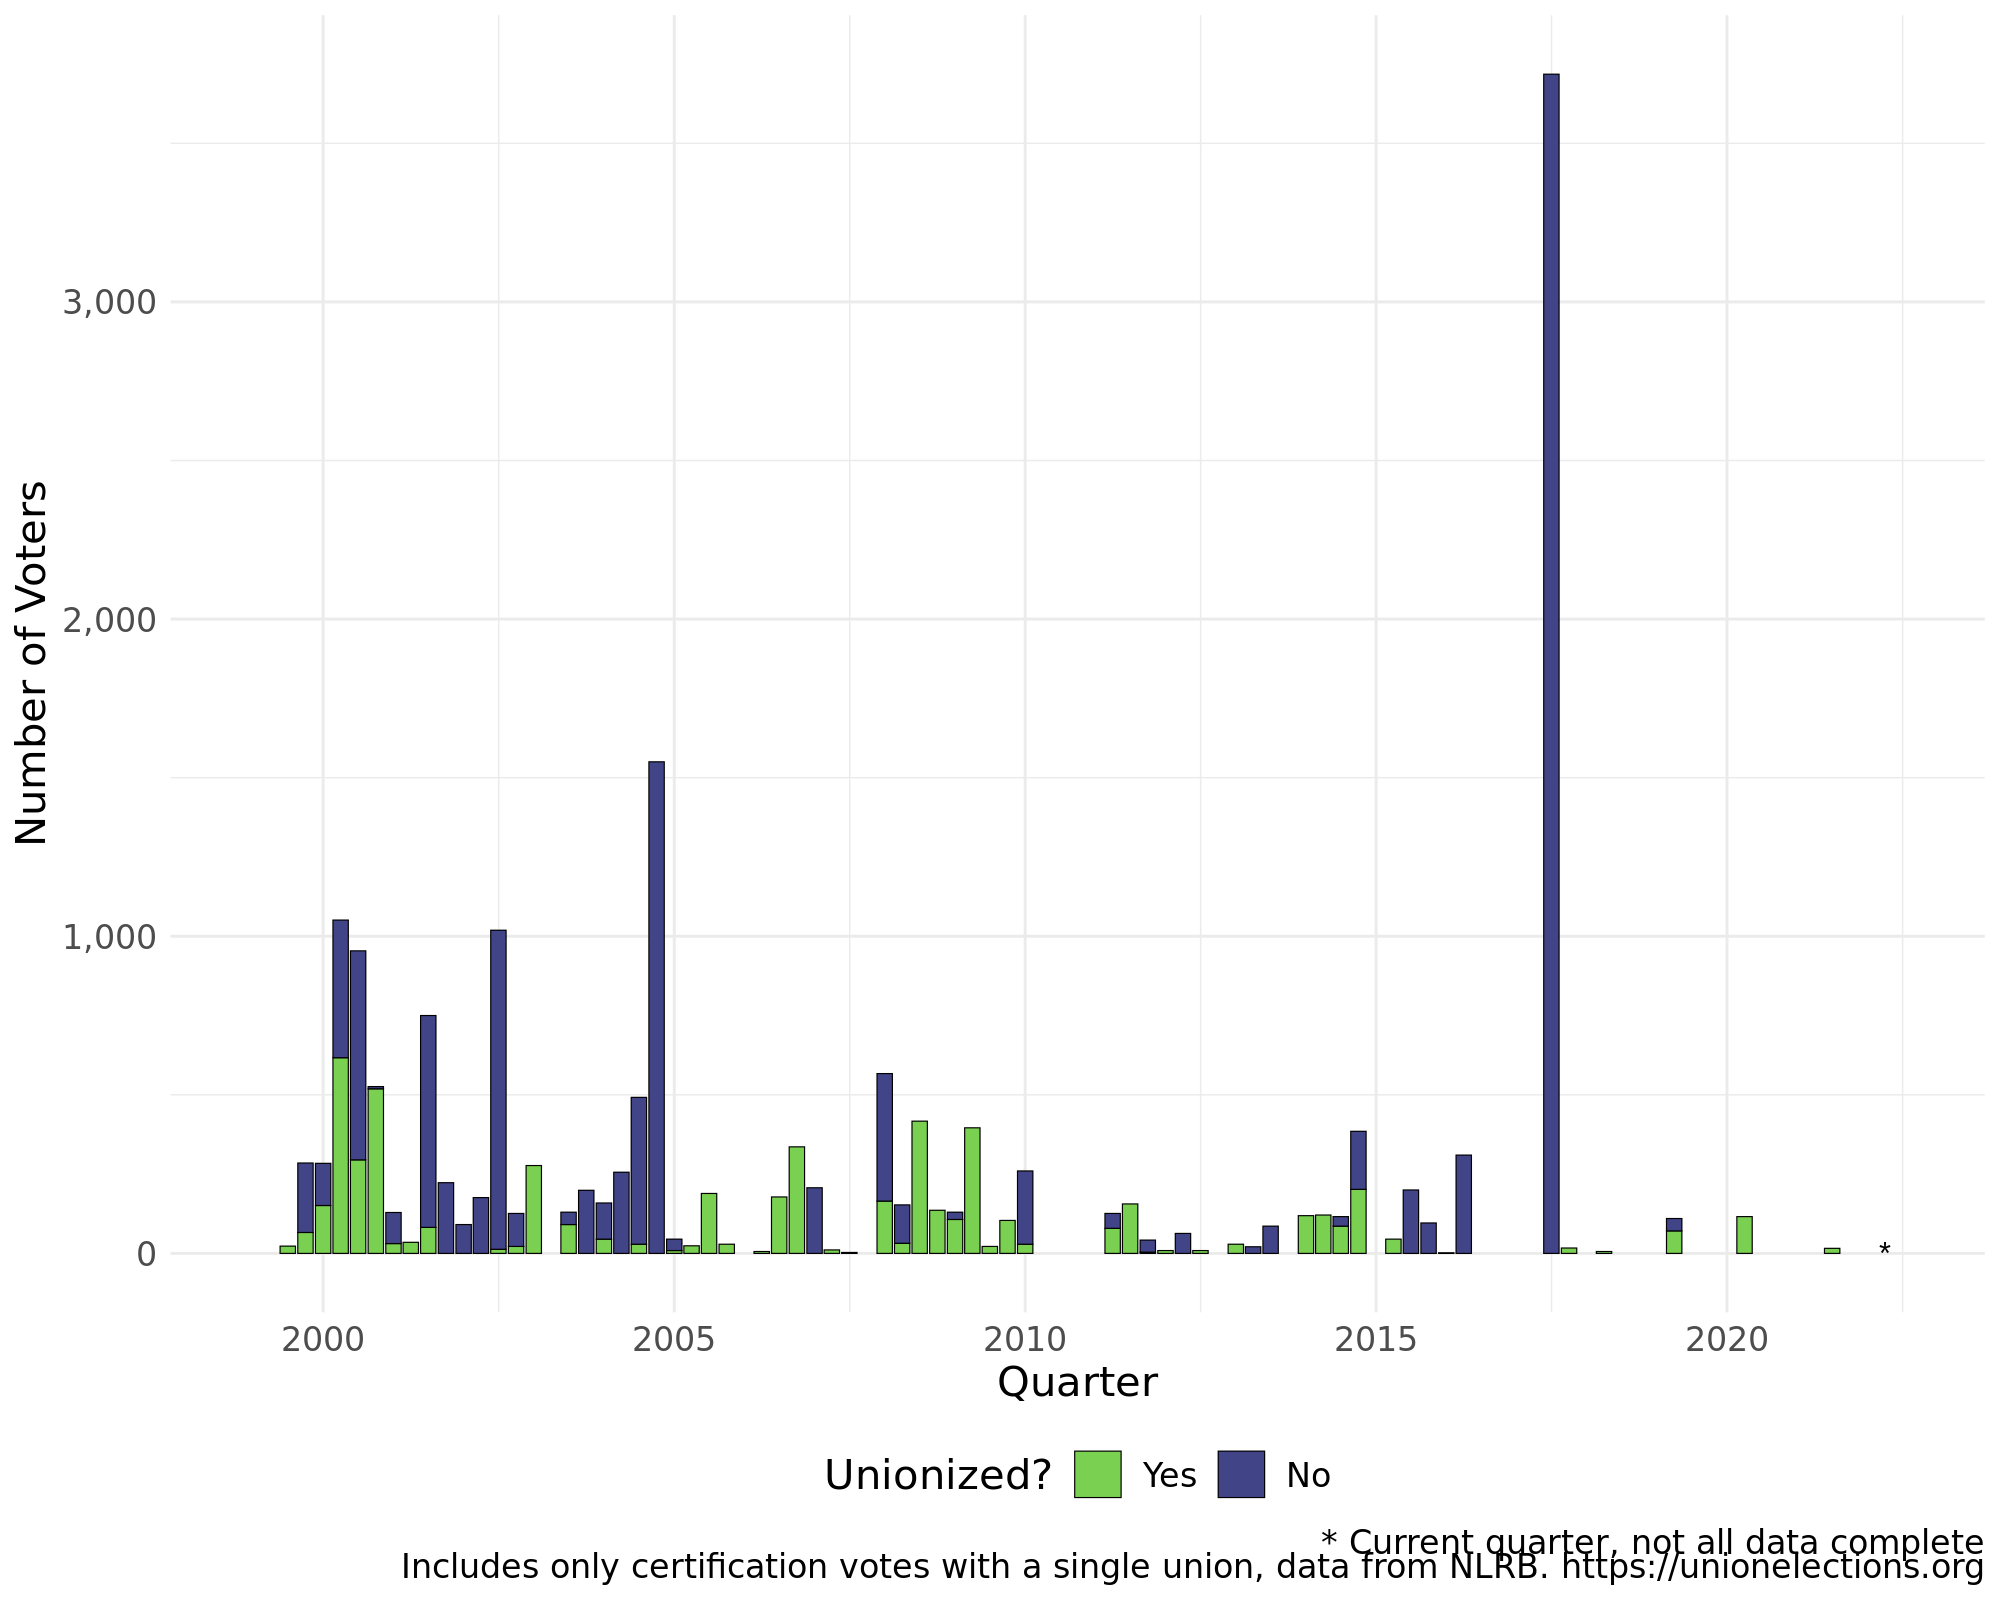 Number of Voters
3,000
2,000
1,000
0
*
2000 2005 2010 2015 2020
Quarter
Unionized? Yes No
* Current quarter, not all data complete
Includes only certification votes with a single union, data from NLRB. https://unionelections.org